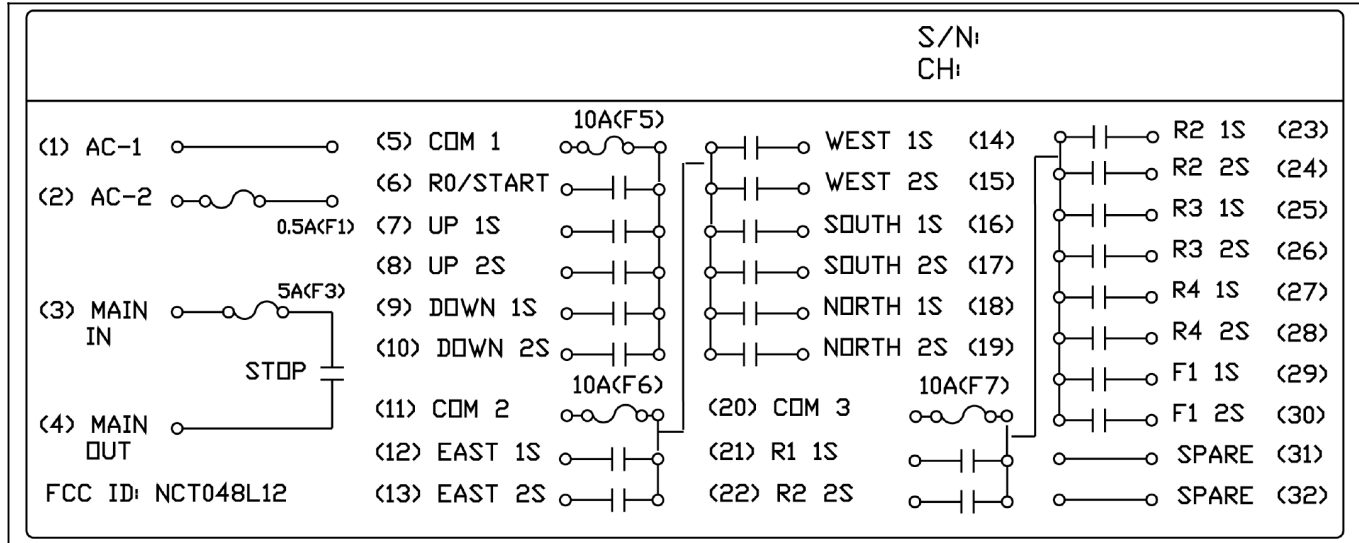 S/N:
CH:
(1) AC-1
(2) AC-2
0.5A(F1)
(3) MAIN
IN
5A(F3)
STOP
(4) MAIN
OUT
FCC ID: NCT048L12
(5) COM 1
10A(F5)
(6) R0/START
(7) UP 1S
(8) UP 2S
(9) DOWN 1S
(10) DOWN 2S
10A(F6)
(11) COM 2
(12) EAST 1S
(13) EAST 2S
WEST 1S (14)
WEST 2S (15)
SOUTH 1S (16)
SOUTH 2S (17)
NORTH 1S (18)
NORTH 2S (19)
10A(F7)
(20) COM 3
(21) R1 1S
(22) R2 2S
R2 1S (23)
R2 2S (24)
R3 1S (25)
R3 2S (26)
R4 1S (27)
R4 2S (28)
F1 1S (29)
F1 2S (30)
SPARE (31)
SPARE (32)